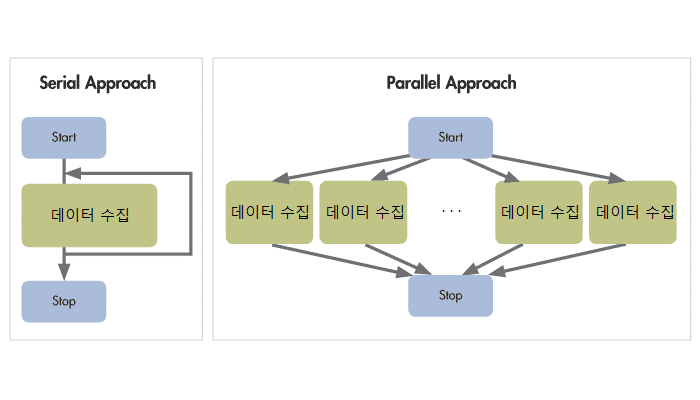 Serial Approach
Start
데이터 수집
Stop
Parallel Approach
Start
데이터 수집
데이터 수집
. . .
데이터 수집
데이터 수집
Stop